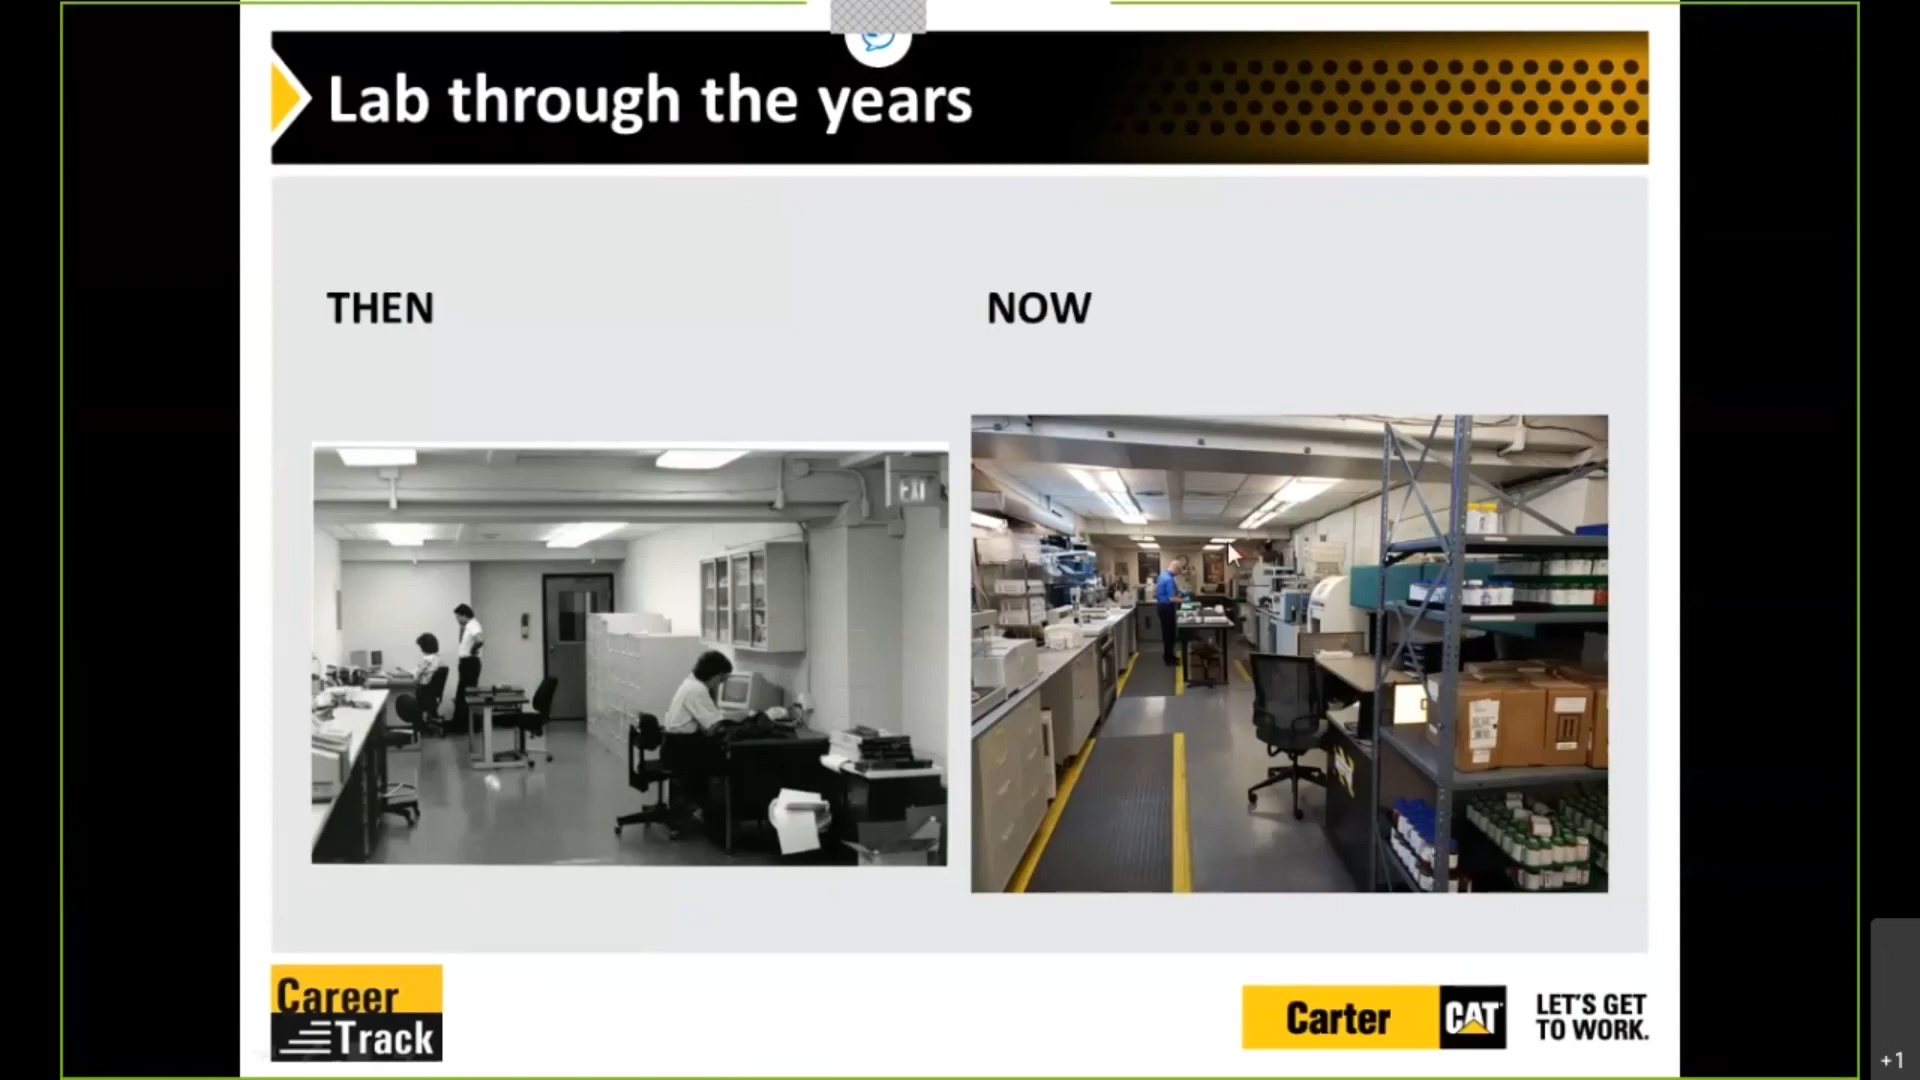 Lab through the years
THEN
NOW
EXIT
Career
Track
Carter
CAT
LET'S GET
TO WORK.
+1